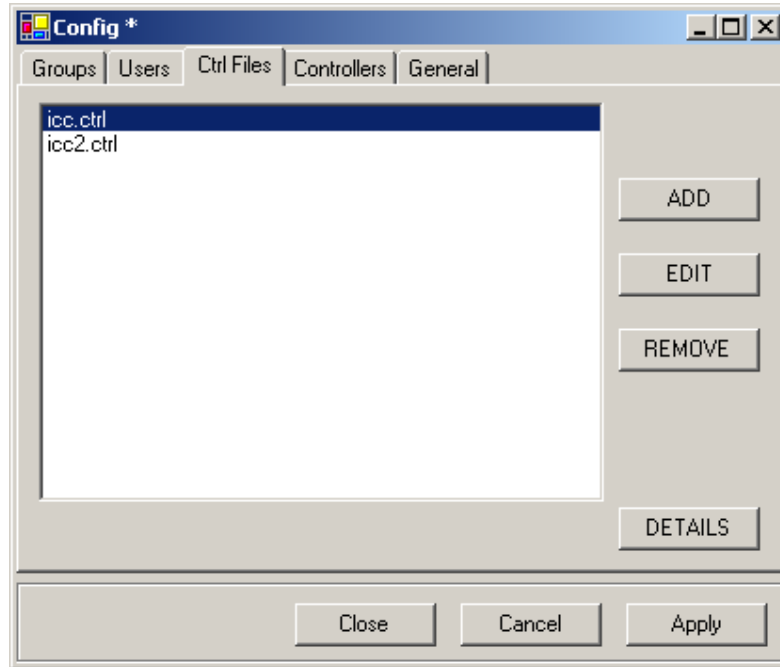 Config *
Groups Users Ctrl Files Controllers General
icc.ctrl
icc2.ctrl
ADD
EDIT
REMOVE
DETAILS
Close Cancel Apply